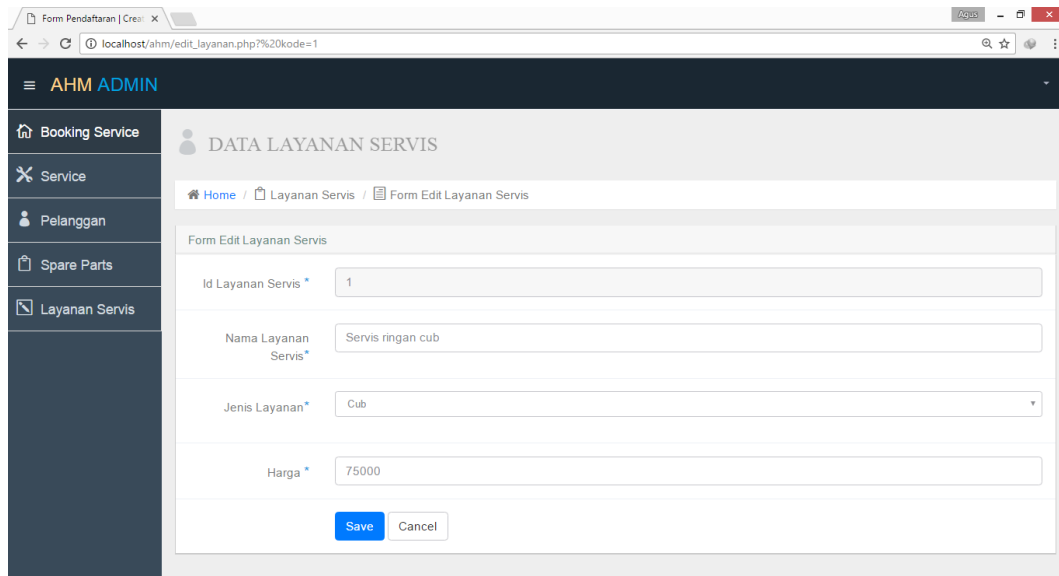 Form Pendaftaran | Creat
Agus
localhost/ahm/edit_layanan.php?%20kode=1
AHM ADMIN
Booking Service
Service
Pelanggan
Spare Parts
Layanan Servis
DATA LAYANAN SERVIS
Home / Layanan Servis / Form Edit Layanan Servis
Form Edit Layanan Servis
Id Layanan Servis * 1
Nama Layanan
Servis* Servis ringan cub
Jenis Layanan* Cub
Harga * 75000
Save Cancel